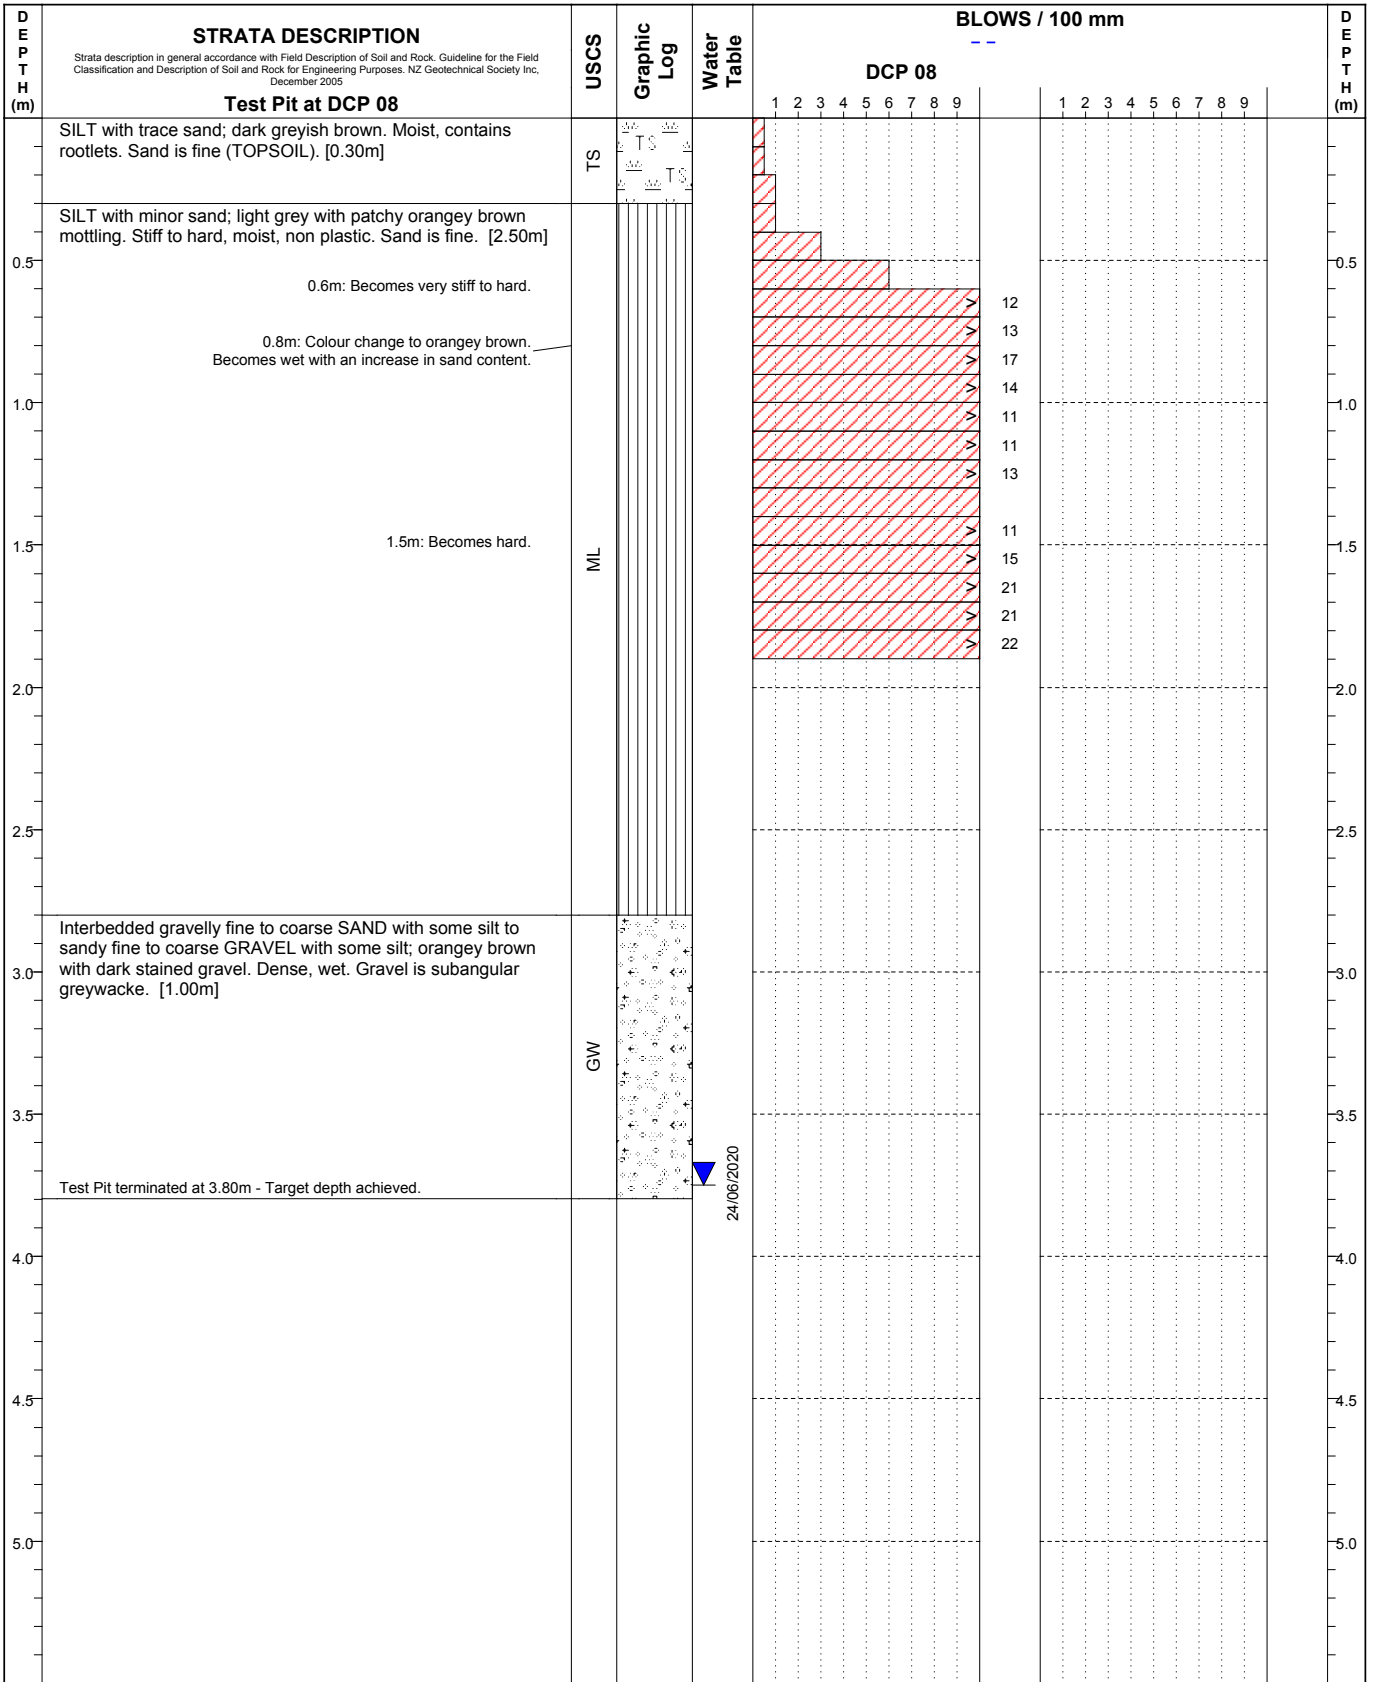 DEPTH (m)
STRATA DESCRIPTION
Strata description in general accordance with Field Description of Soil and Rock. Guideline for the Field
Classification and Description of Soil and Rock for Engineering Purposes. NZ Geotechnical Society Inc,
December 2005
Test Pit at DCP 08
USCS
Graphic Log
Water Table
BLOWS / 100 mm
DCP 08
1 2 3 4 5 6 7 8 9
1 2 3 4 5 6 7 8 9
DEPTH (m)
SILT with trace sand; dark greyish brown. Moist, contains
rootlets. Sand is fine (TOPSOIL). [0.30m]
TS
TS
TS
SILT with minor sand; light grey with patchy orangey brown
mottling. Stiff to hard, moist, non plastic. Sand is fine. [2.50m]
0.5
0.5
0.6m: Becomes very stiff to hard.
> 12
> 13
0.8m: Colour change to orangey brown.
Becomes wet with an increase in sand content.
> 17
> 14
1.0
1.0
> 11
> 11
> 13
> 11
1.5m: Becomes hard.
1.5
1.5
ML
> 15
> 21
> 21
> 22
2.0
2.0
2.5
2.5
Interbedded gravelly fine to coarse SAND with some silt to
sandy fine to coarse GRAVEL with some silt; orangey brown
with dark stained gravel. Dense, wet. Gravel is subangular
greywacke. [1.00m]
3.0
3.0
GW
3.5
3.5
24/06/2020
Test Pit terminated at 3.80m - Target depth achieved.
4.0
4.0
4.5
4.5
5.0
5.0